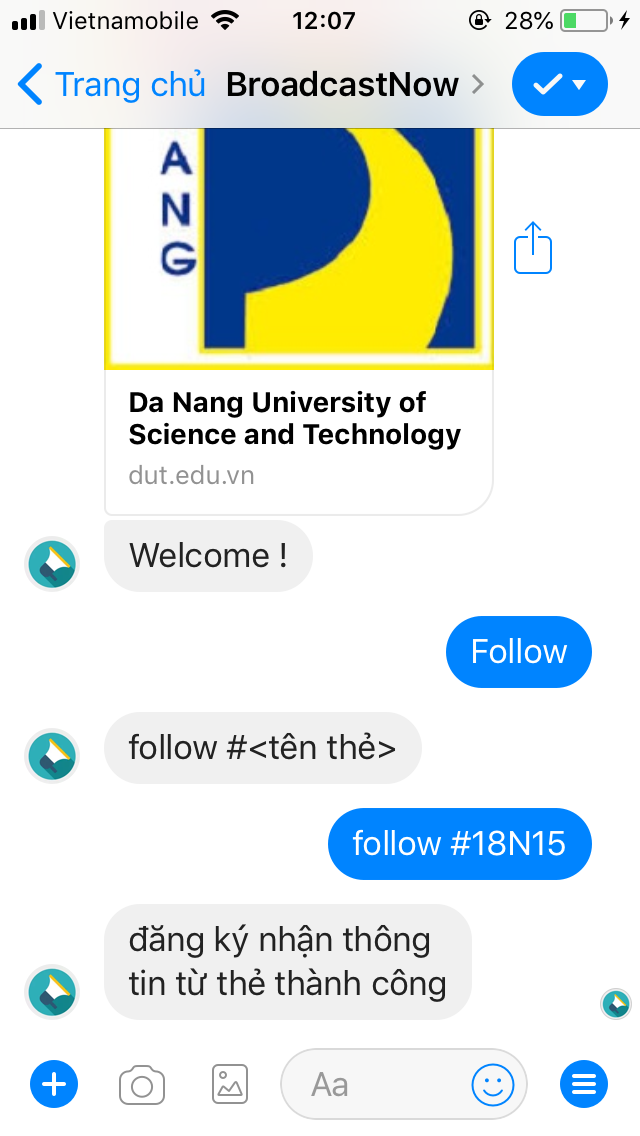 Vietnamobile 12:07 28%
Trang chủ BroadcastNow
A
N
G
Da Nang University of
Science and Technology
dut.edu.vn
Welcome !
Follow
follow #<tên thẻ>
follow #18N15
đăng ký nhận thông
tin từ thẻ thành công
Aa